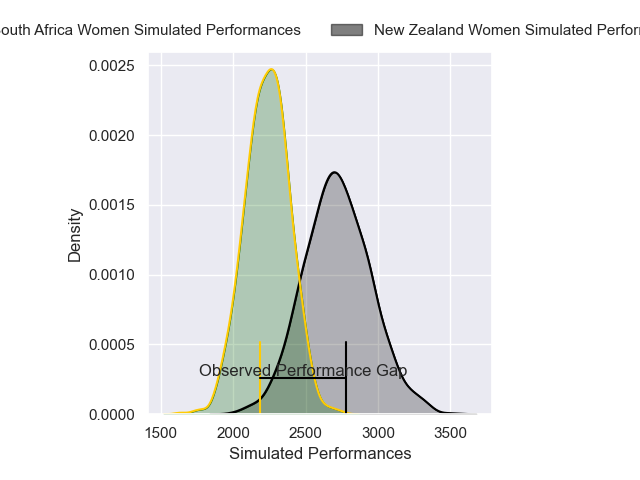 outh Africa Women Simulated Performances New Zealand Women Simulated Perfor
0.0025
0.0020
0.0015
0.0010
0.0005
0.0000
Density
Observed Performance Gap
1500 2000 2500 3000 3500
Simulated Performances